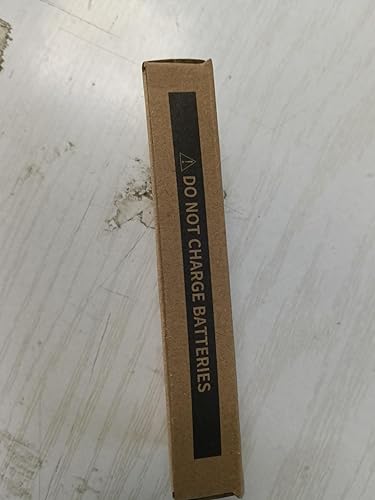 ⚠ DO NOT CHARGE BATTERIES